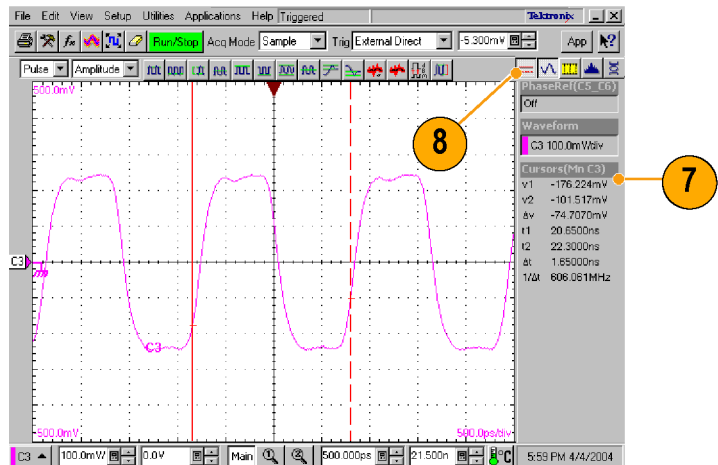 File Edit View Setup Utilities Applications Help Triggered Tektronix
Run/Stop Acq Mode Sample Trig External Direct -5.300mV App
Pulse Amplitude
500.0mV
PhaseRef(C5_C6)
Off
8
Waveform
C3 100.0mV/div
Cursors(Mn C3)
7
v1 -176.224mV
v2 -101.517mV
Δv -74.7070mV
t1 20.6500ns
t2 22.3000ns
Δt 1.65000ns
1/Δt 606.061MHz
C3
C3
-500.0mV
500.0ps/div
C3 100.0mV 0.0V Main 1 2 500.000ps 21.500n °C 5:59 PM 4/4/2004